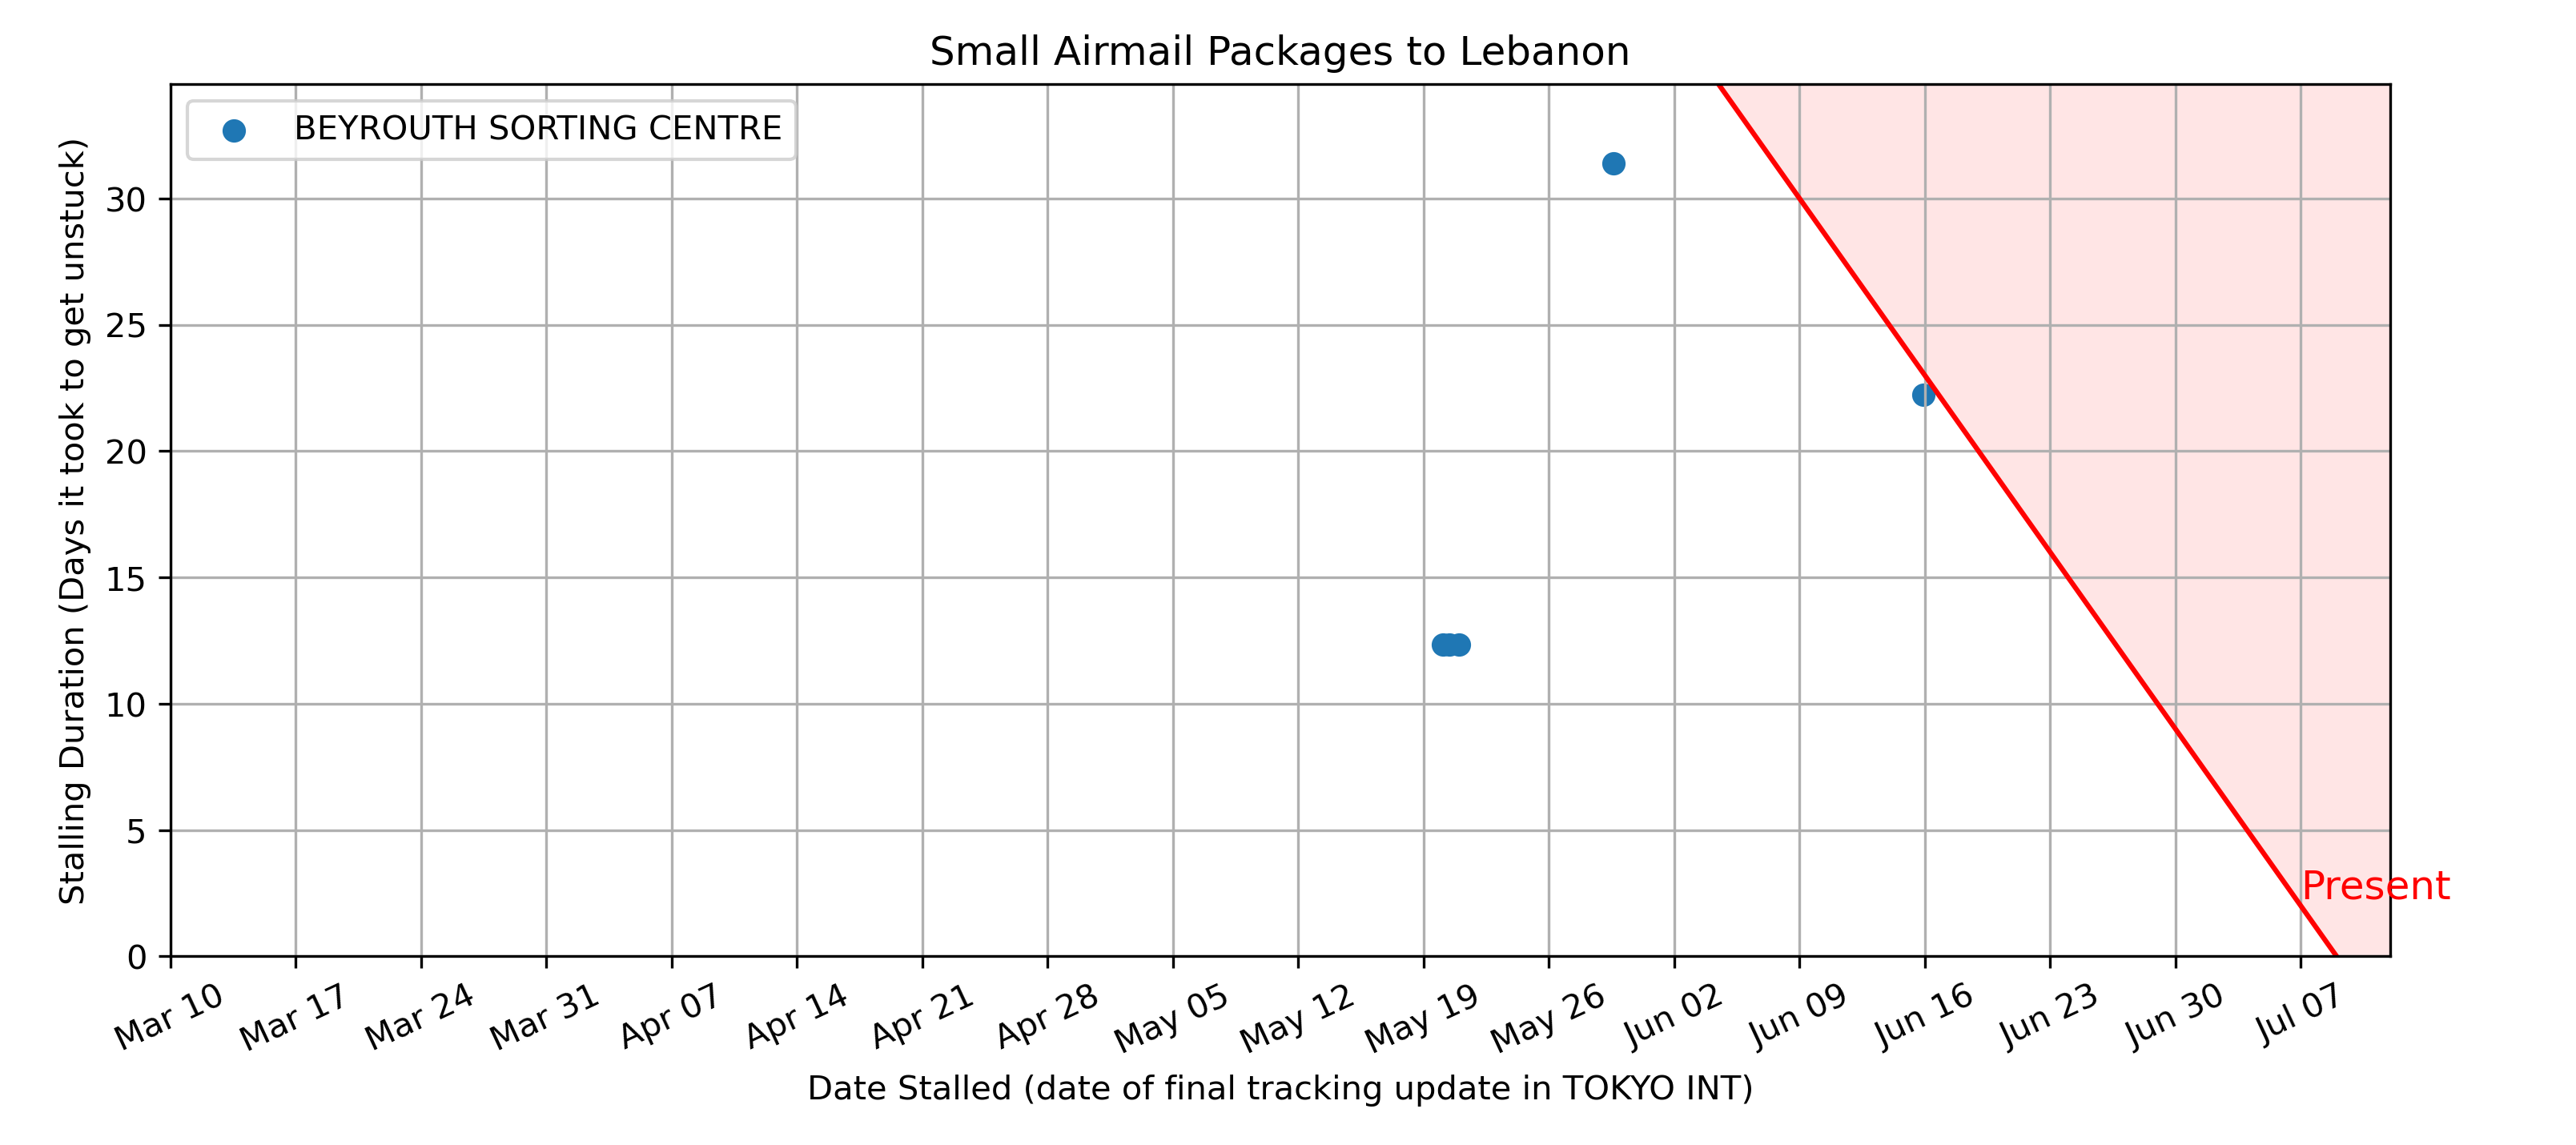 Small Airmail Packages to Lebanon
BEYROUTH SORTING CENTRE
Stalling Duration (Days it took to get unstuck)
30
25
20
15
10
5
0
Present
Mar 10
Mar 17
Mar 24
Mar 31
Apr 07
Apr 14
Apr 21
Apr 28
May 05
May 12
May 19
May 26
Jun 02
Jun 09
Jun 16
Jun 23
Jun 30
Jul 07
Date Stalled (date of final tracking update in TOKYO INT)